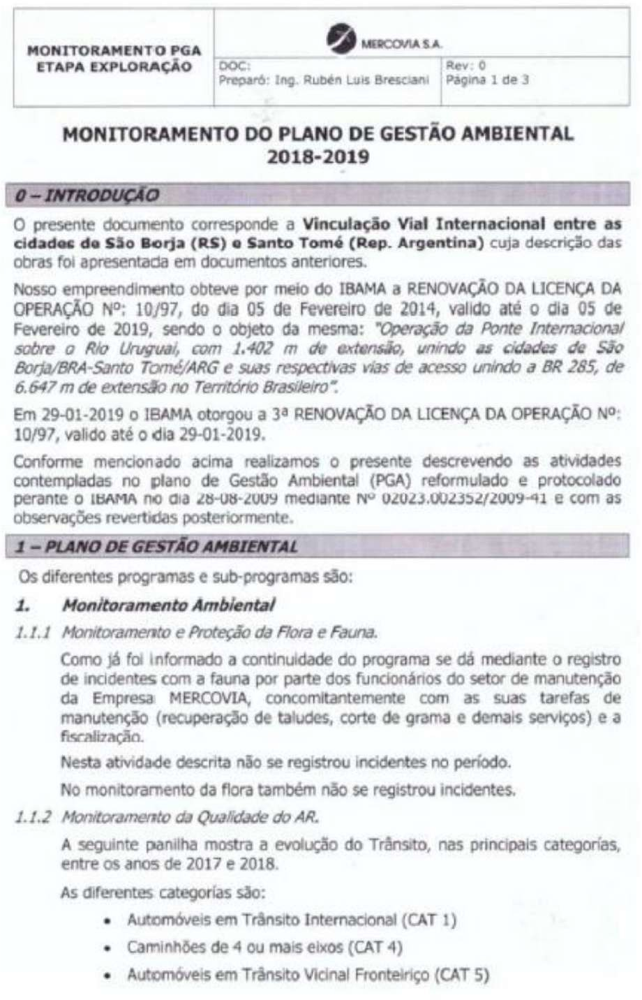 MONITORAMENTO PGA
ETAPA EXPLORAÇÃO
MERCOVIA S.A.
DOC:
Preparó: Ing. Rubén Luis Bresciani
Rev: 0
Página 1 de 3
MONITORAMENTO DO PLANO DE GESTÃO AMBIENTAL
2018-2019
0 – INTRODUÇÃO
O presente documento corresponde a Vinculação Vial Internacional entre as
cidades de São Borja (RS) e Santo Tomé (Rep. Argentina) cuja descrição das
obras foi apresentada em documentos anteriores.
Nosso empreendimento obteve por meio do IBAMA a RENOVAÇÃO DA LICENÇA DA
OPERAÇÃO Nº: 10/97, do dia 05 de Fevereiro de 2014, valido até o dia 05 de
Fevereiro de 2019, sendo o objeto da mesma: "Operação da Ponte Internacional
sobre o Rio Uruguai, com 1.402 m de extensão, unindo as cidades de São
Borja/BRA-Santo Tomé/ARG e suas respectivas vias de acesso unindo a BR 285, de
6.647 m de extensão no Território Brasileiro".
Em 29-01-2019 o IBAMA otorgou a 3ª RENOVAÇÃO DA LICENÇA DA OPERAÇÃO Nº:
10/97, valido até o dia 29-01-2019.
Conforme mencionado acima realizamos o presente descrevendo as atividades
contempladas no plano de Gestão Ambiental (PGA) reformulado e protocolado
perante o IBAMA no dia 28-08-2009 mediante Nº 02023.002352/2009-41 e com as
observações revertidas posteriormente.
1 – PLANO DE GESTÃO AMBIENTAL
Os diferentes programas e sub-programas são:
1. Monitoramento Ambiental
1.1.1 Monitoramento e Proteção da Flora e Fauna.
Como já foi informado a continuidade do programa se dá mediante o registro
de incidentes com a fauna por parte dos funcionários do setor de manutenção
da Empresa MERCOVIA, concomitantemente com as suas tarefas de
manutenção (recuperação de taludes, corte de grama e demais serviços) e a
fiscalização.
Nesta atividade descrita não se registrou incidentes no período.
No monitoramento da flora também não se registrou incidentes.
1.1.2 Monitoramento da Qualidade do AR.
A seguinte panilha mostra a evolução do Trânsito, nas principais categorías,
entre os anos de 2017 e 2018.
As diferentes categorías são:
• Automóveis em Trânsito Internacional (CAT 1)
• Caminhões de 4 ou mais eixos (CAT 4)
• Automóveis em Trânsito Vicinal Fronteiriço (CAT 5)